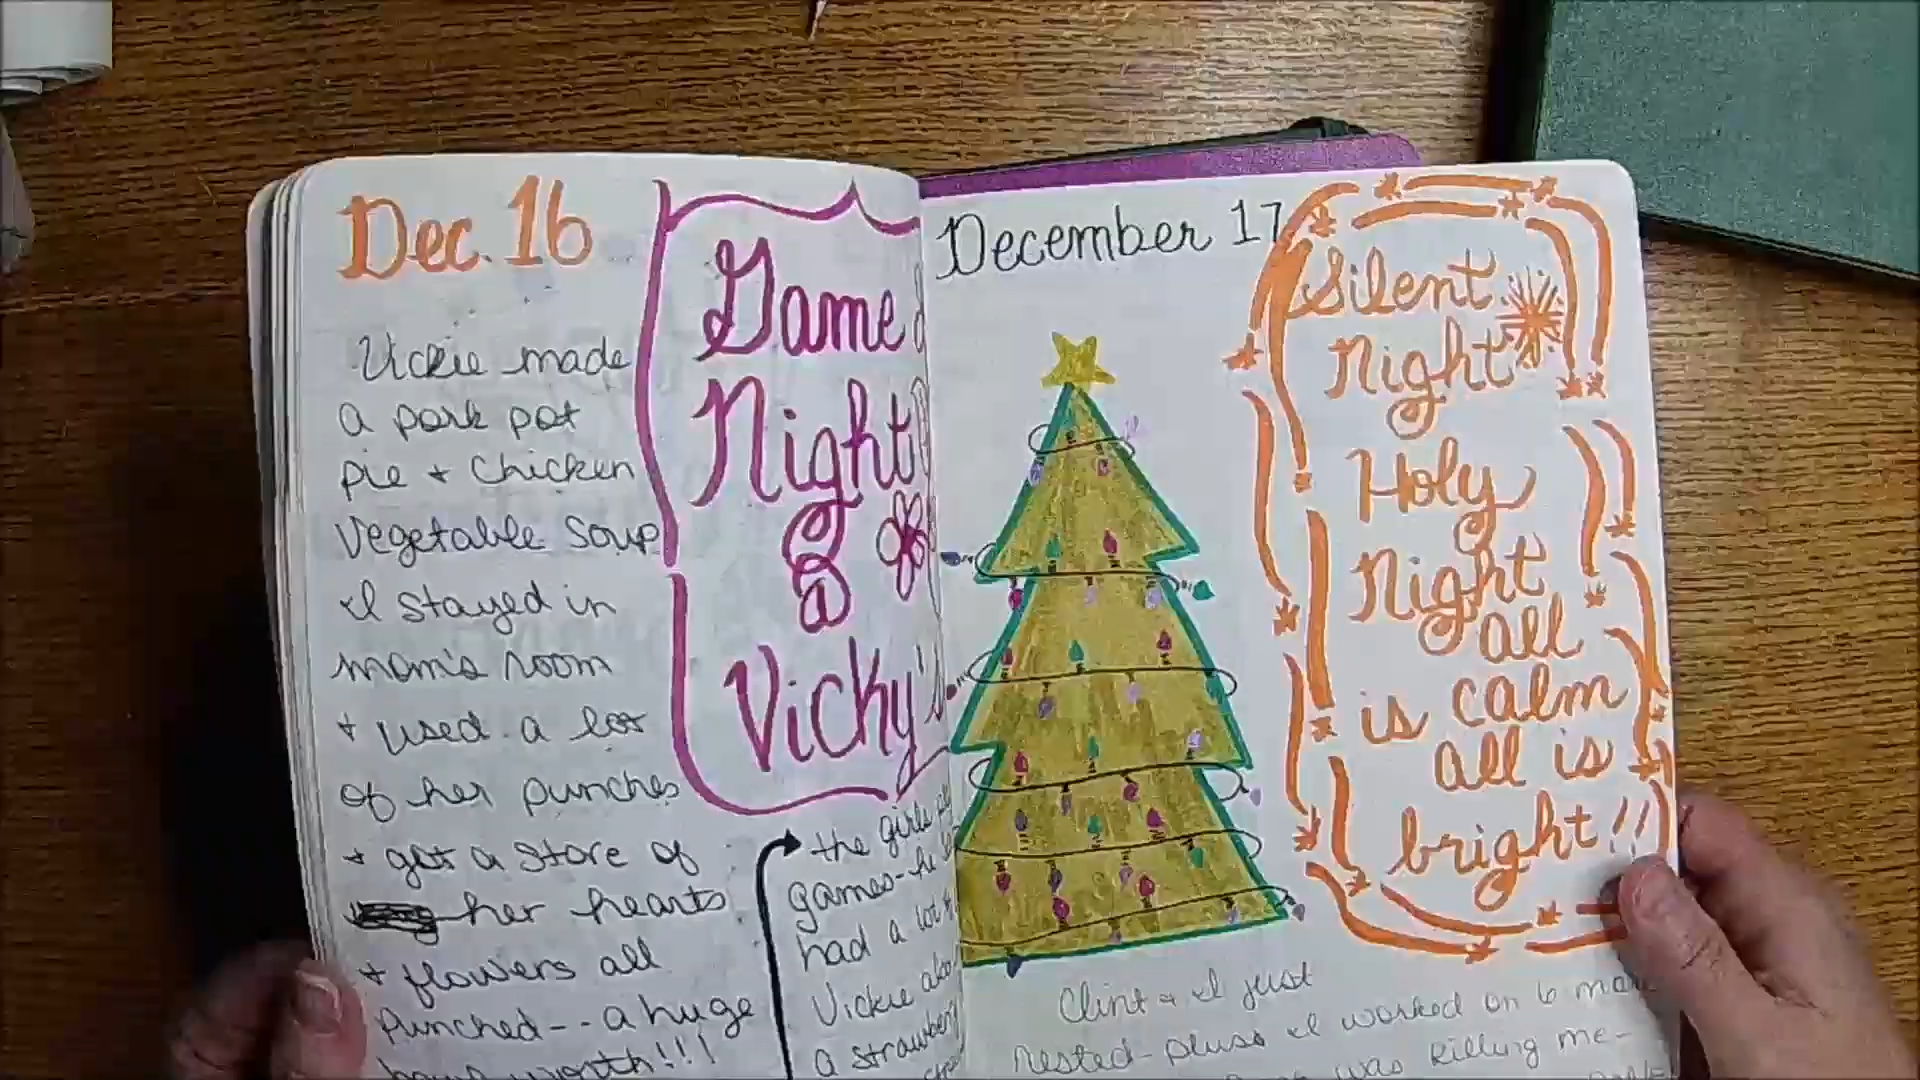 Dec. 16
Game
Night
@
Vicky's
Vickie made
a pork pot
pie + Chicken
Vegetable Soup
I stayed in
mom's room
+ used a lot
of her punches
+ got a store of
her hearts
+ flowers all
Punched -- a huge
worth!!!
the girls
games - he
had a lot
Vickie also
a strawberry
December 17
Silent
Night
Holy
Night
all
is calm
all is
bright!!
Clint + I just
rested - pluss I worked on 6 more
was killing me -